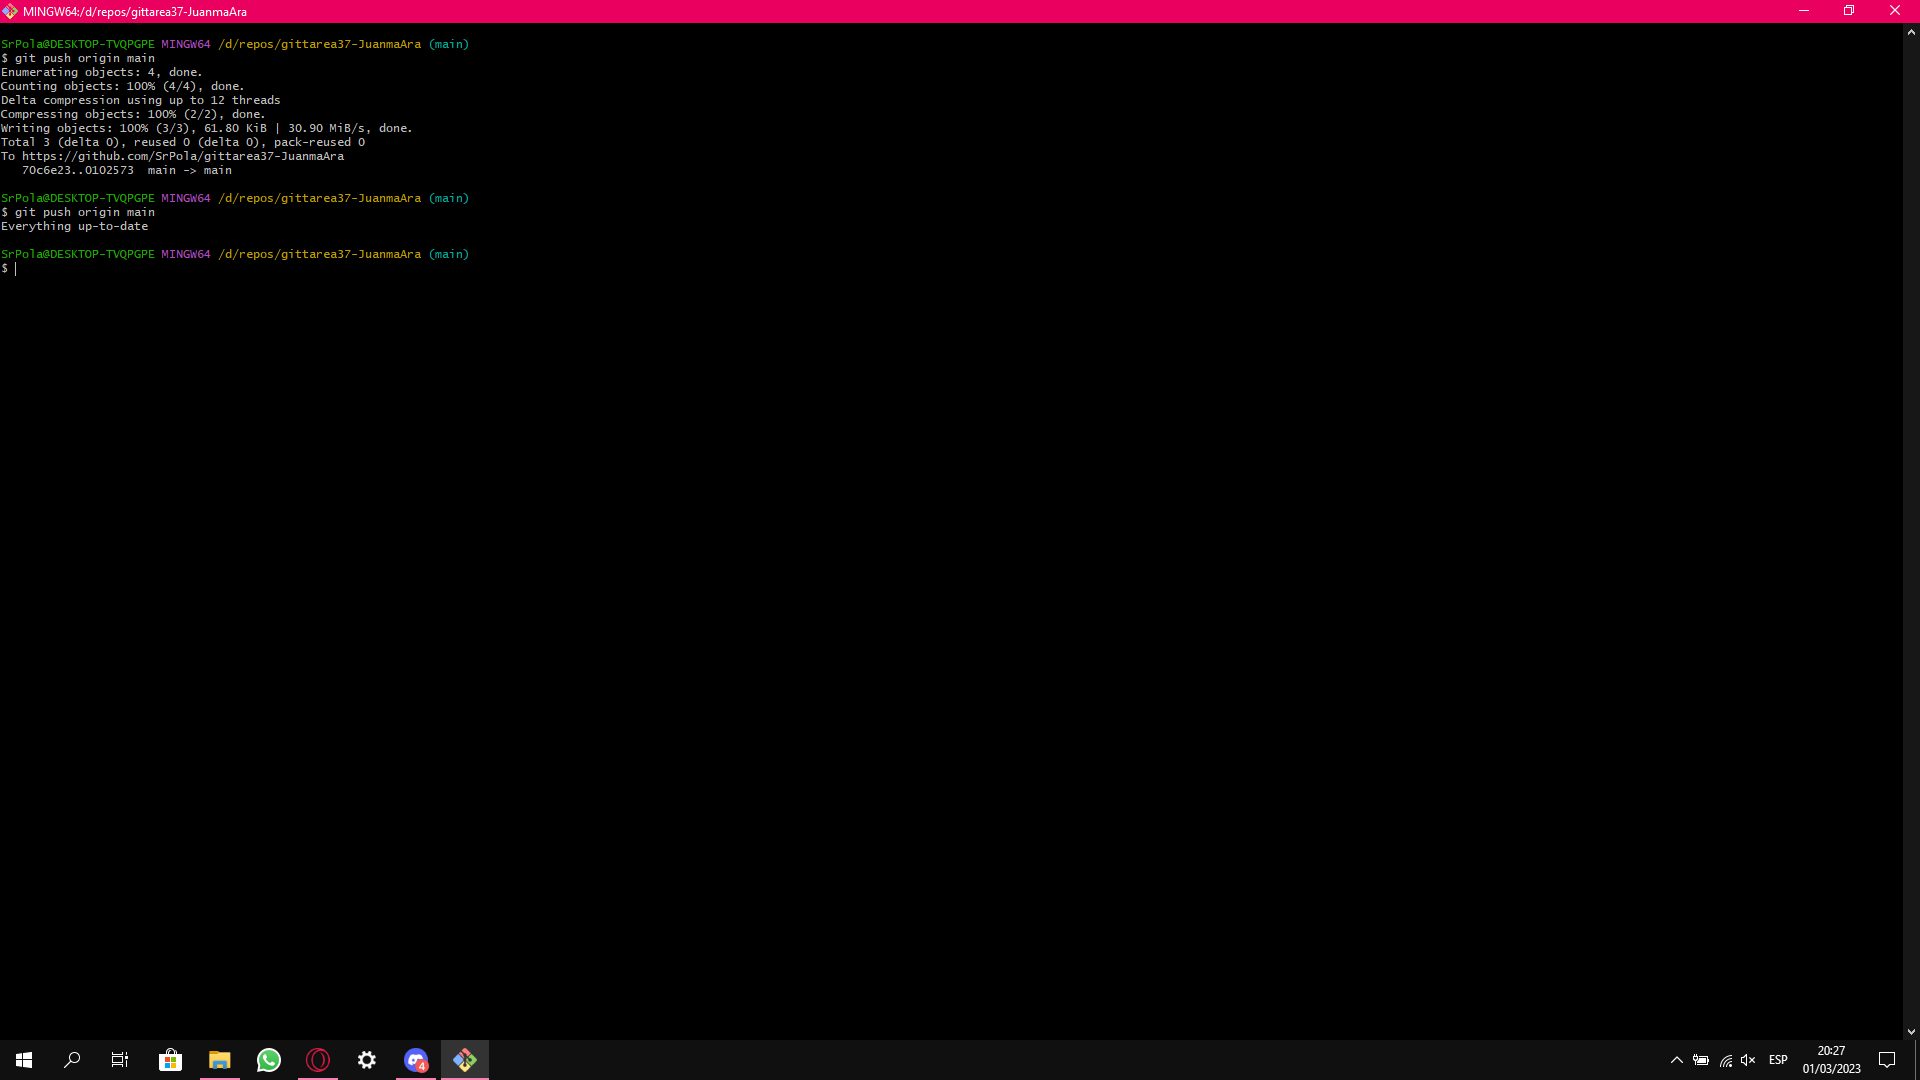 MINGW64:/d/repos/gittarea37-JuanmaAra
SrPola@DESKTOP-TVQPGPE MINGW64 /d/repos/gittarea37-JuanmaAra (main)
$ git push origin main
Enumerating objects: 4, done.
Counting objects: 100% (4/4), done.
Delta compression using up to 12 threads
Compressing objects: 100% (2/2), done.
Writing objects: 100% (3/3), 61.80 KiB | 30.90 MiB/s, done.
Total 3 (delta 0), reused 0 (delta 0), pack-reused 0
To https://github.com/SrPola/gittarea37-JuanmaAra
   70c6e23..0102573  main -> main
SrPola@DESKTOP-TVQPGPE MINGW64 /d/repos/gittarea37-JuanmaAra (main)
$ git push origin main
Everything up-to-date
SrPola@DESKTOP-TVQPGPE MINGW64 /d/repos/gittarea37-JuanmaAra (main)
$
4
ESP
20:27
01/03/2023